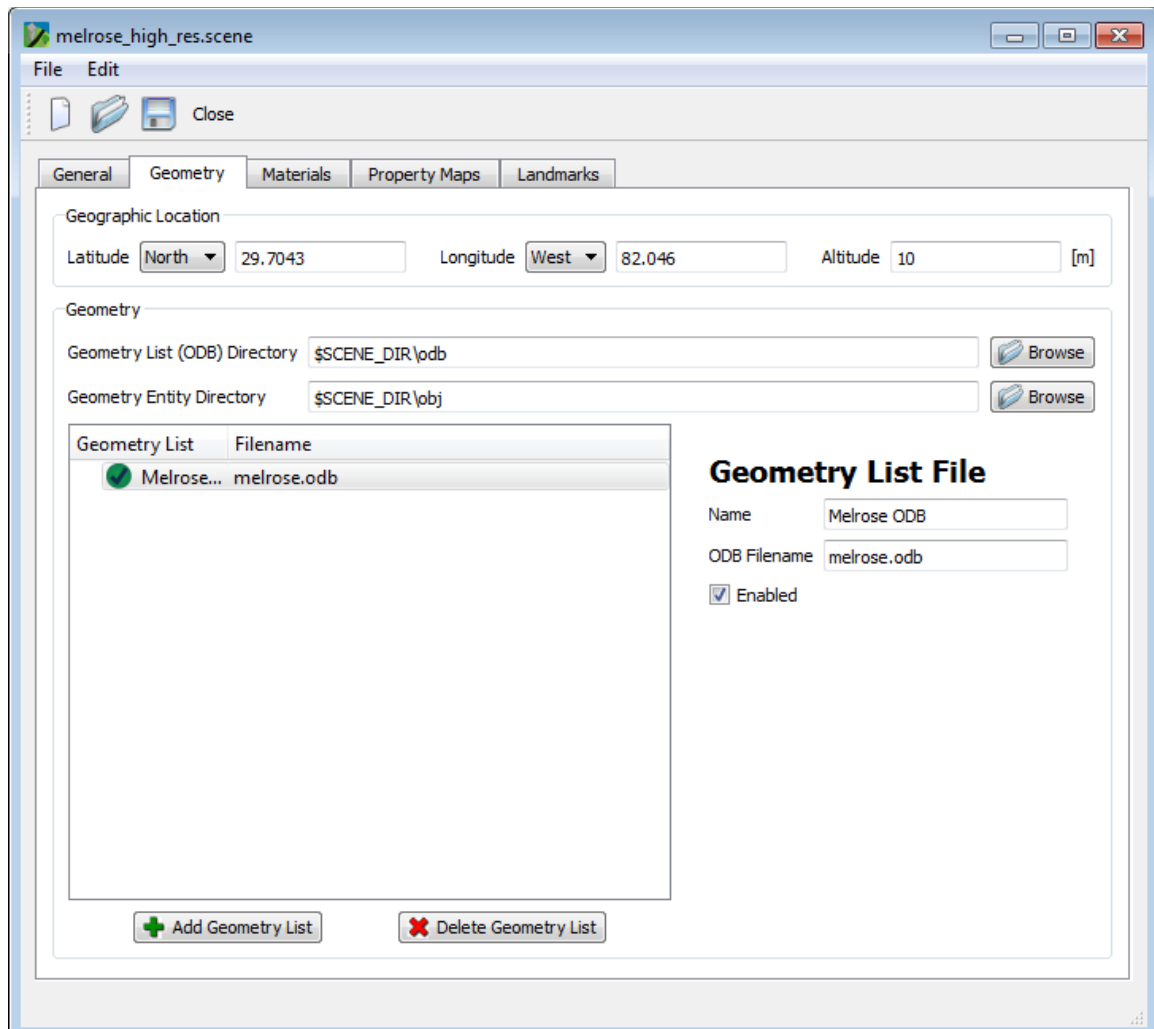 melrose_high_res.scene
File Edit
Close
General Geometry Materials Property Maps Landmarks
Geographic Location
Latitude North 29.7043 Longitude West 82.046 Altitude 10 [m]
Geometry
Geometry List (ODB) Directory $SCENE_DIR\odb Browse
Geometry Entity Directory $SCENE_DIR\obj Browse
Geometry List Filename
Melrose... melrose.odb
Geometry List File
Name Melrose ODB
ODB Filename melrose.odb
Enabled
Add Geometry List Delete Geometry List